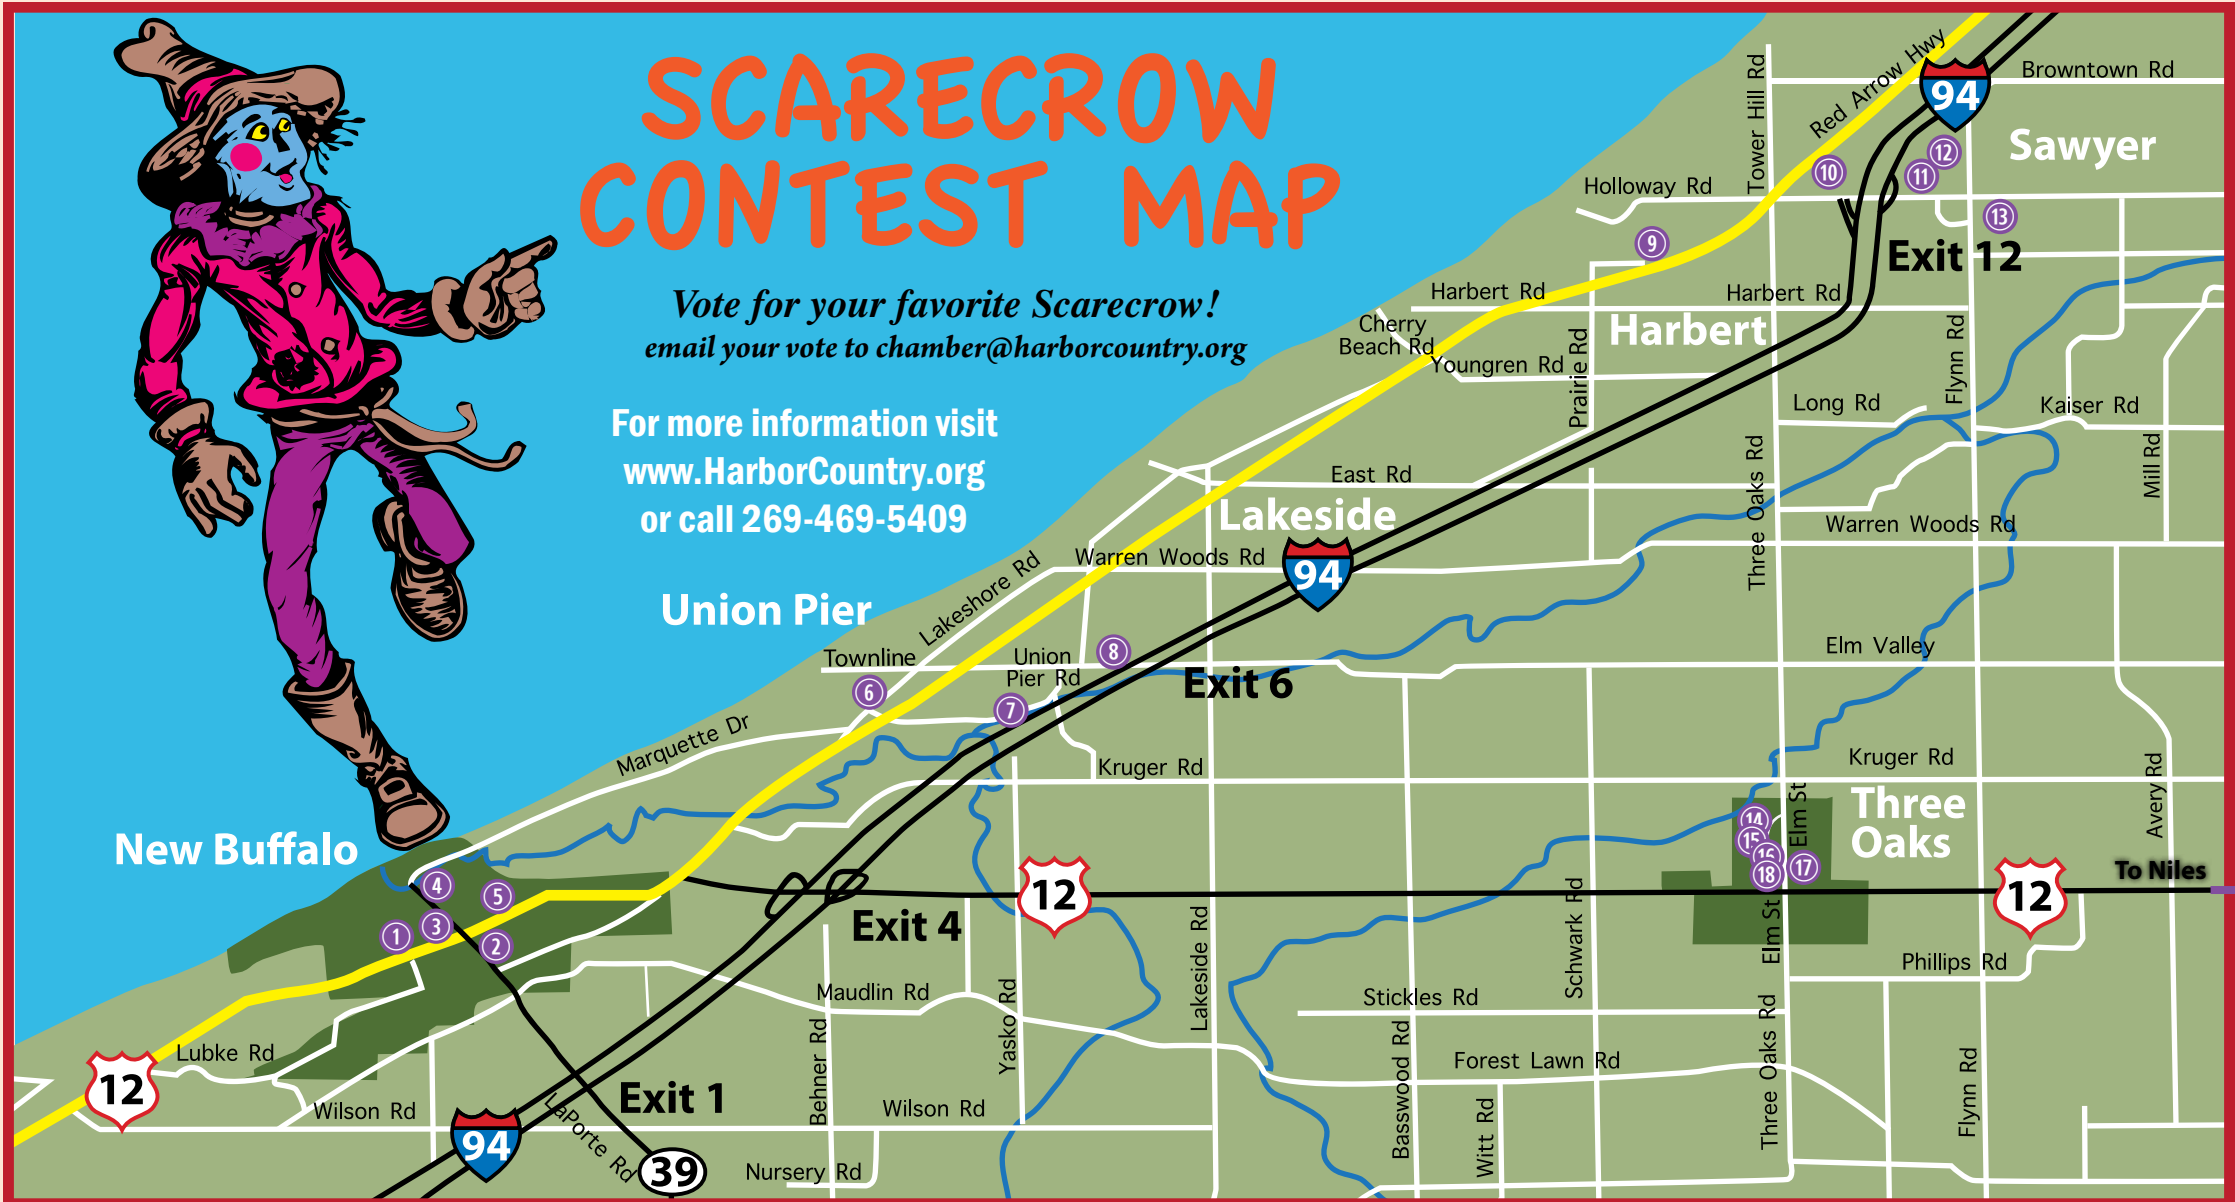 SCARECROW
CONTEST MAP
Vote for your favorite Scarecrow!
email your vote to chamber@harborcountry.org
For more information visit
www.HarborCountry.org
or call 269-469-5409
Red Arrow Hwy
94
Browntown Rd
Tower Hill Rd
Sawyer
12
10
11
Holloway Rd
13
9
Exit 12
Harbert Rd
Harbert Rd
Cherry
Beach Rd
Harbert
Youngren Rd
Prairie Rd
Flynn Rd
Long Rd
Kaiser Rd
Mill Rd
East Rd
Three Oaks Rd
Lakeside
Warren Woods Rd
Warren Woods Rd
94
Lakeshore Rd
Union Pier
Townline
Union
Pier Rd
8
Elm Valley
6
Exit 6
7
Marquette Dr
Kruger Rd
Kruger Rd
Avery Rd
Elm St
Three
Oaks
14
15
16
17
18
New Buffalo
To Niles
4
5
12
12
3
1
2
Exit 4
Elm St
Schwark Rd
Lakeside Rd
Phillips Rd
Maudlin Rd
Stickles Rd
Yasko Rd
Behner Rd
Basswood Rd
Three Oaks Rd
Flynn Rd
Lubke Rd
Forest Lawn Rd
12
Exit 1
Wilson Rd
Wilson Rd
Witt Rd
94
LaPorte Rd
39
Nursery Rd